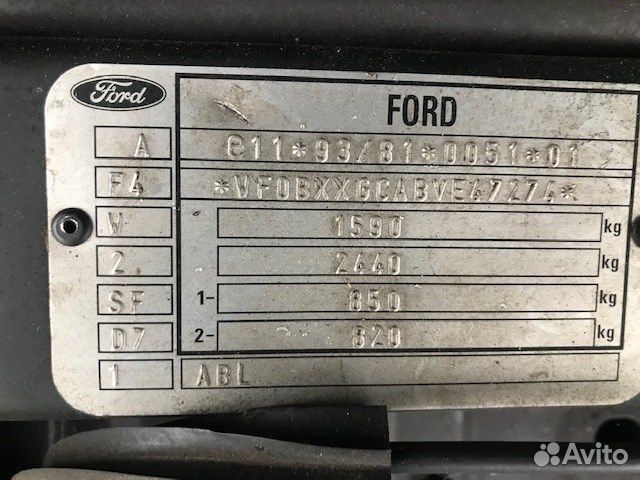 Ford
FORD
A e11*93/81*0051*01
F4 *VF0BXXGCABVE47274*
W 1590 kg
2 2440 kg
SF 1- 850 kg
D7 2- 820 kg
1 ABL
Avito